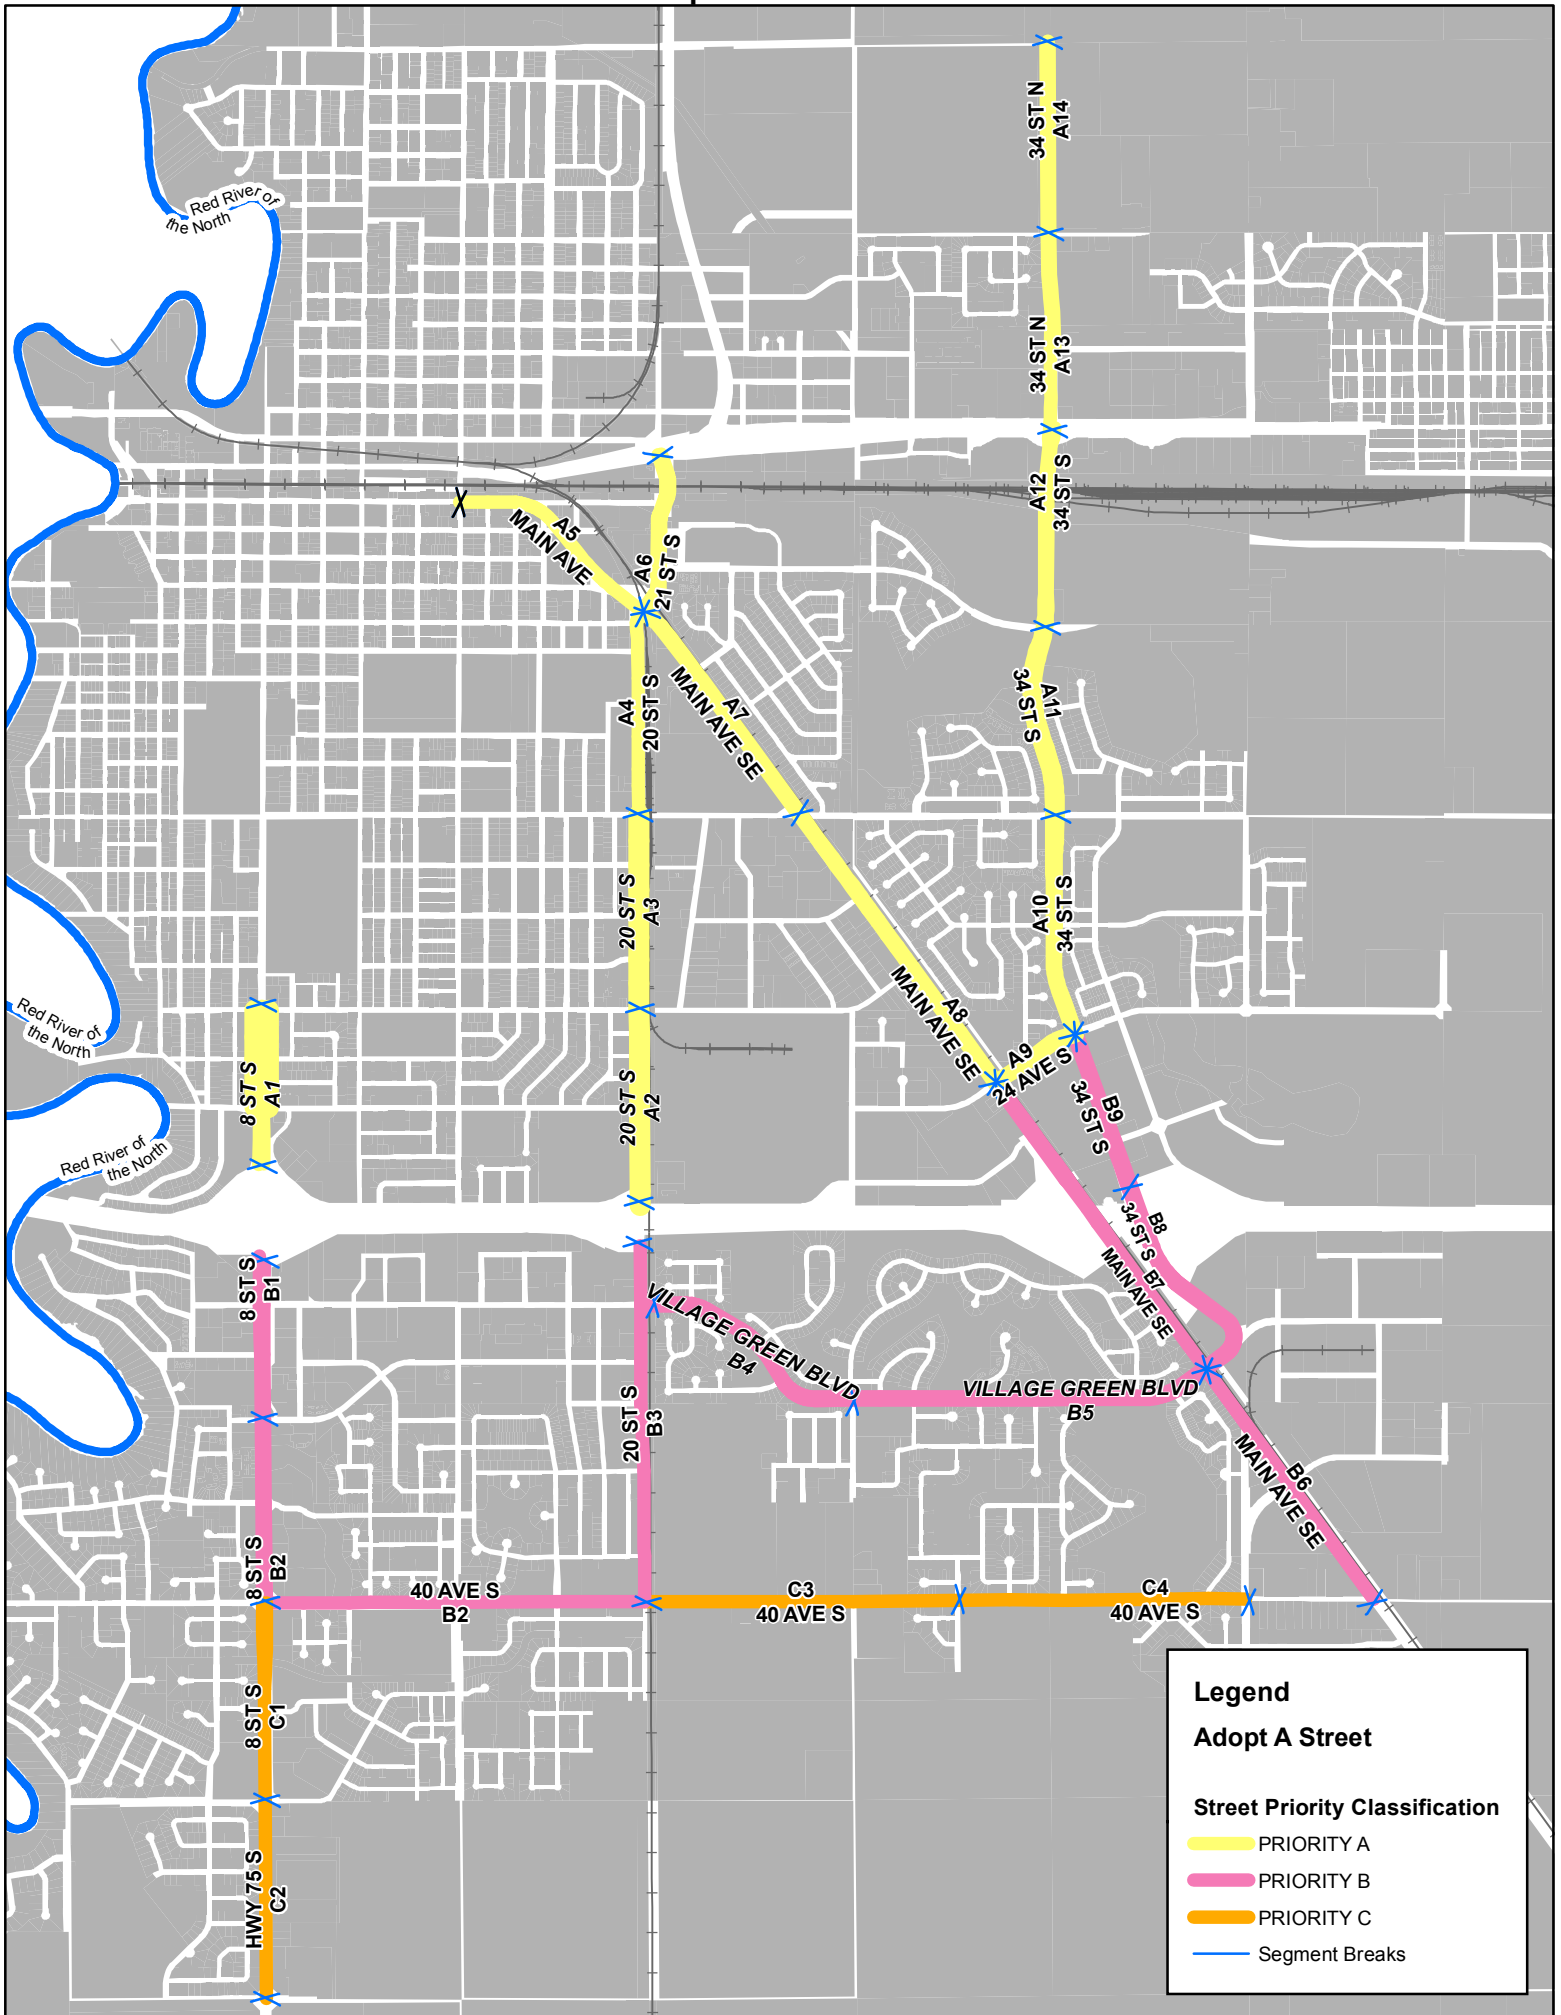 34 ST N
A14
Red River of
the North
34 ST N
A13
A12
34 ST S
A5
MAIN AVE
A6
21 ST S
A11
34 ST S
A4
20 ST S
A7
MAIN AVE SE
20 ST S
A3
A10
34 ST S
A8
MAIN AVE SE
Red River of
the North
8 ST S
A1
20 ST S
A2
A9
24 AVE S
B9
34 ST S
Red River of
the North
B8
34 ST S
B7
MAIN AVE SE
8 ST S
B1
VILLAGE GREEN BLVD
B4
VILLAGE GREEN BLVD
B5
20 ST S
B3
B6
MAIN AVE SE
8 ST S
B2
40 AVE S
B2
C3
40 AVE S
C4
40 AVE S
8 ST S
C1
HWY 75 S
C2
Legend
Adopt A Street
Street Priority Classification
PRIORITY A
PRIORITY B
PRIORITY C
Segment Breaks